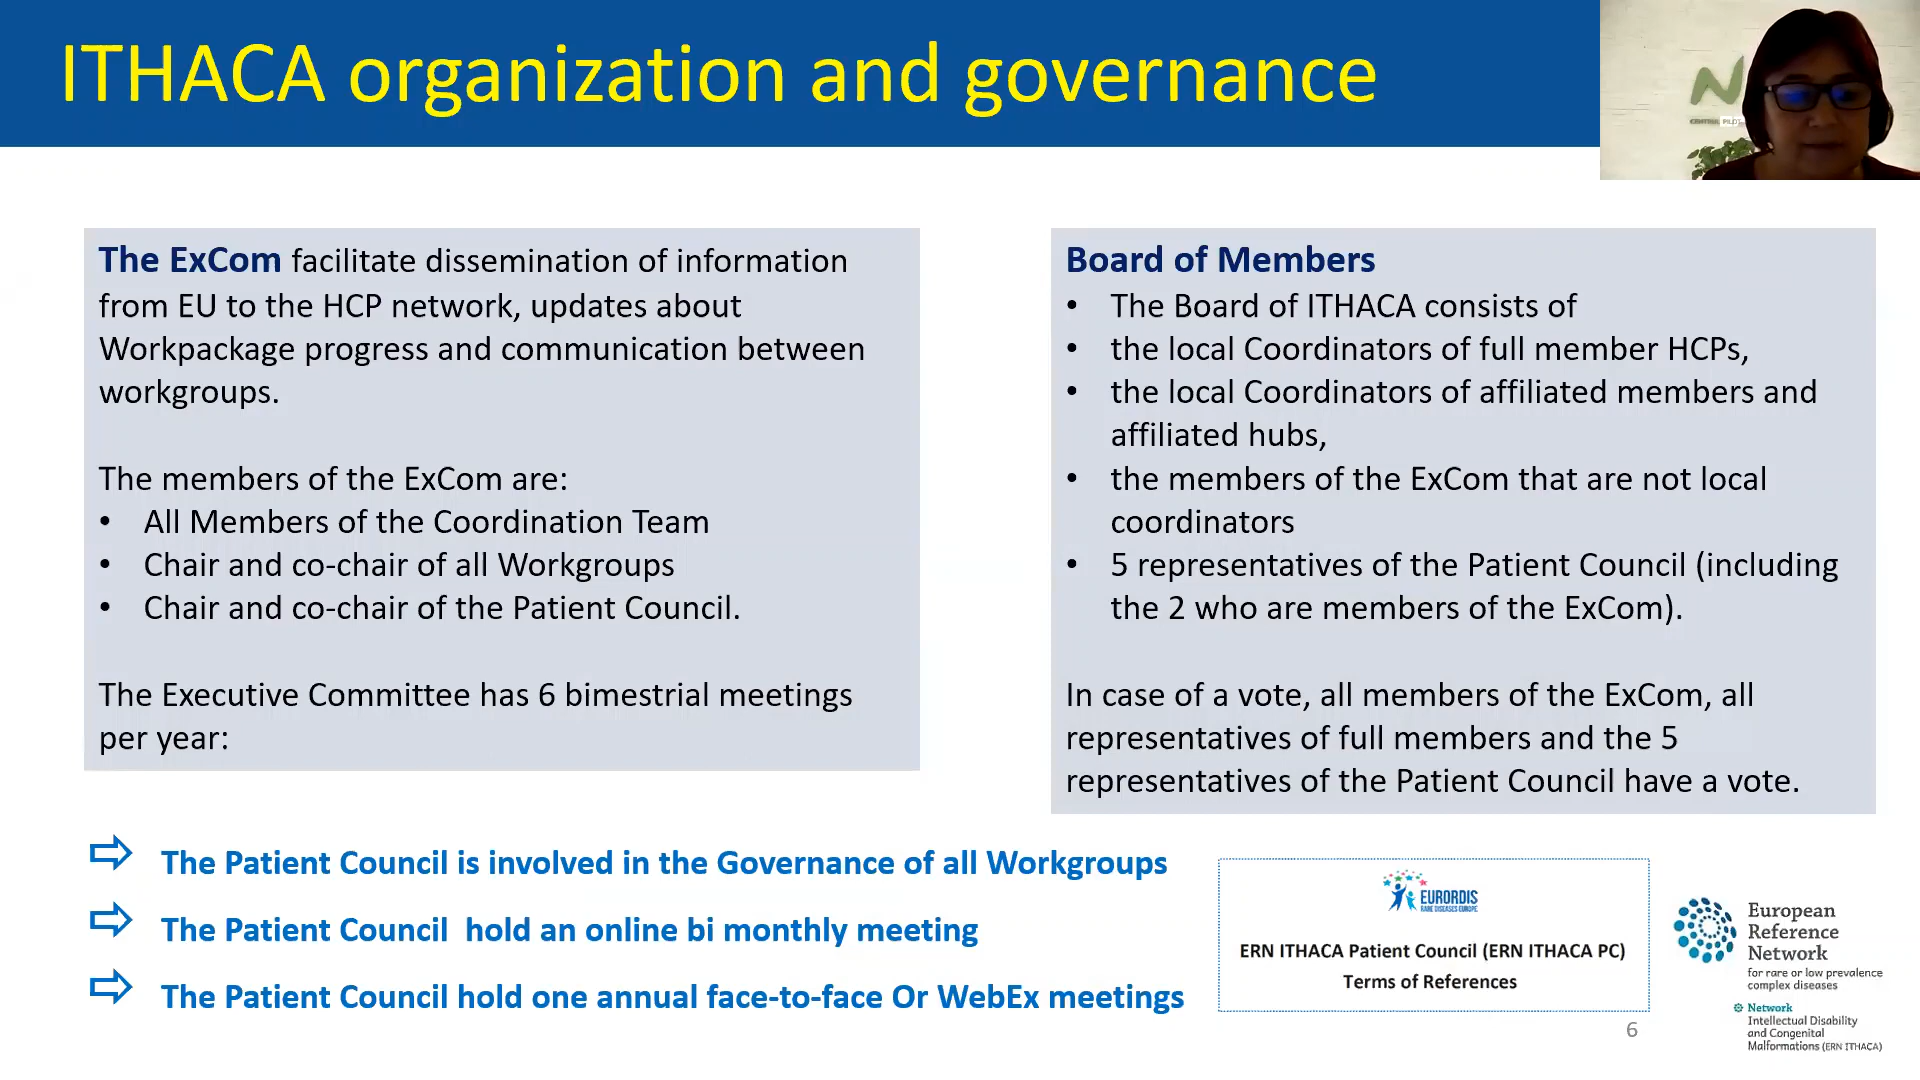 ITHACA organization and governance
The ExCom facilitate dissemination of information
from EU to the HCP network, updates about
Workpackage progress and communication between
workgroups.
The members of the ExCom are:
• All Members of the Coordination Team
• Chair and co-chair of all Workgroups
• Chair and co-chair of the Patient Council.
The Executive Committee has 6 bimestrial meetings
per year:
Board of Members
• The Board of ITHACA consists of
• the local Coordinators of full member HCPs,
• the local Coordinators of affiliated members and
affiliated hubs,
• the members of the ExCom that are not local
coordinators
• 5 representatives of the Patient Council (including
the 2 who are members of the ExCom).
In case of a vote, all members of the ExCom, all
representatives of full members and the 5
representatives of the Patient Council have a vote.
⇨ The Patient Council is involved in the Governance of all Workgroups
⇨ The Patient Council  hold an online bi monthly meeting
⇨ The Patient Council hold one annual face-to-face Or WebEx meetings
EURORDIS
RARE DISEASES EUROPE
ERN ITHACA Patient Council (ERN ITHACA PC)
Terms of References
6
European
Reference
Network
for rare or low prevalence
complex diseases
Network
Intellectual Disability
and Congenital
Malformations (ERN ITHACA)